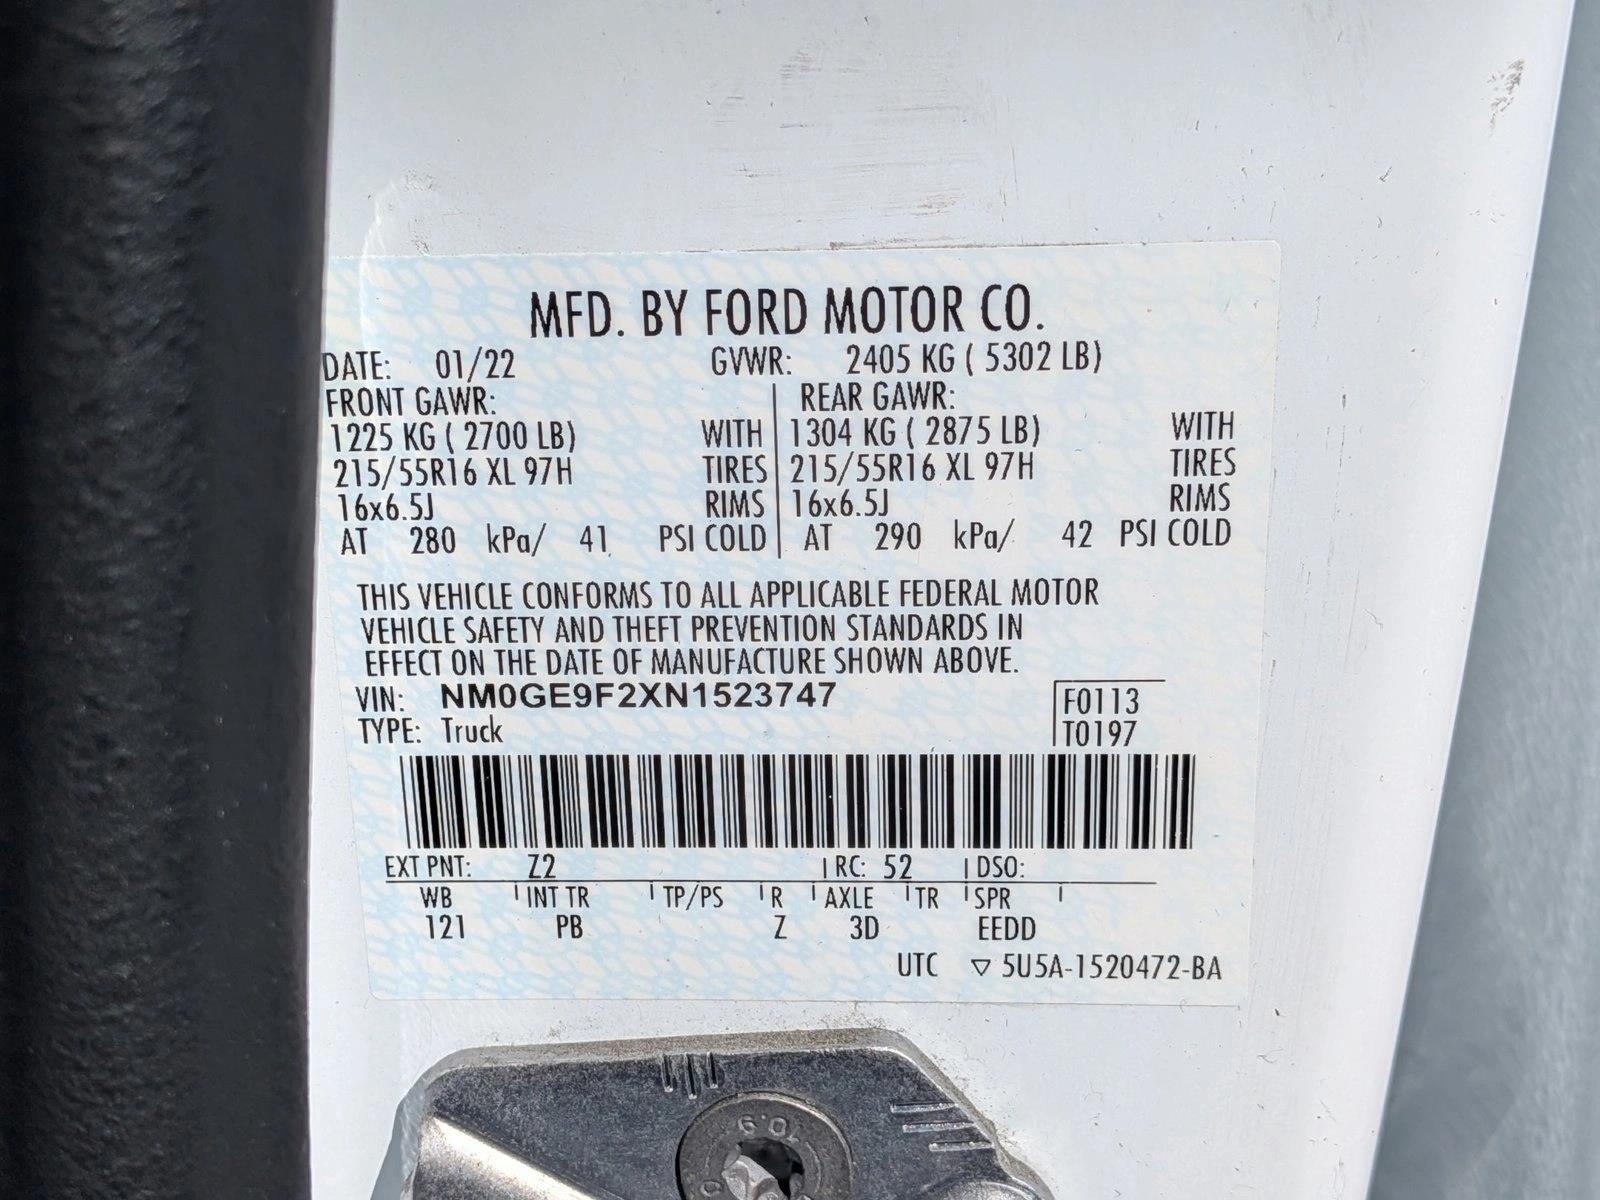 MFD. BY FORD MOTOR CO.
DATE: 01/22 GVWR: 2405 KG ( 5302 LB)
FRONT GAWR: REAR GAWR:
1225 KG ( 2700 LB) WITH 1304 KG ( 2875 LB) WITH
215/55R16 XL 97H TIRES 215/55R16 XL 97H TIRES
16x6.5J RIMS 16x6.5J RIMS
AT 280 kPa/ 41 PSI COLD AT 290 kPa/ 42 PSI COLD
THIS VEHICLE CONFORMS TO ALL APPLICABLE FEDERAL MOTOR
VEHICLE SAFETY AND THEFT PREVENTION STANDARDS IN
EFFECT ON THE DATE OF MANUFACTURE SHOWN ABOVE.
VIN: NM0GE9F2XN1523747 F0113
TYPE: Truck T0197
EXT PNT: Z2 RC: 52 DSO:
WB INT TR TP/PS R AXLE TR SPR
121 PB Z 3D EEDD
UTC ▽ 5U5A-1520472-BA